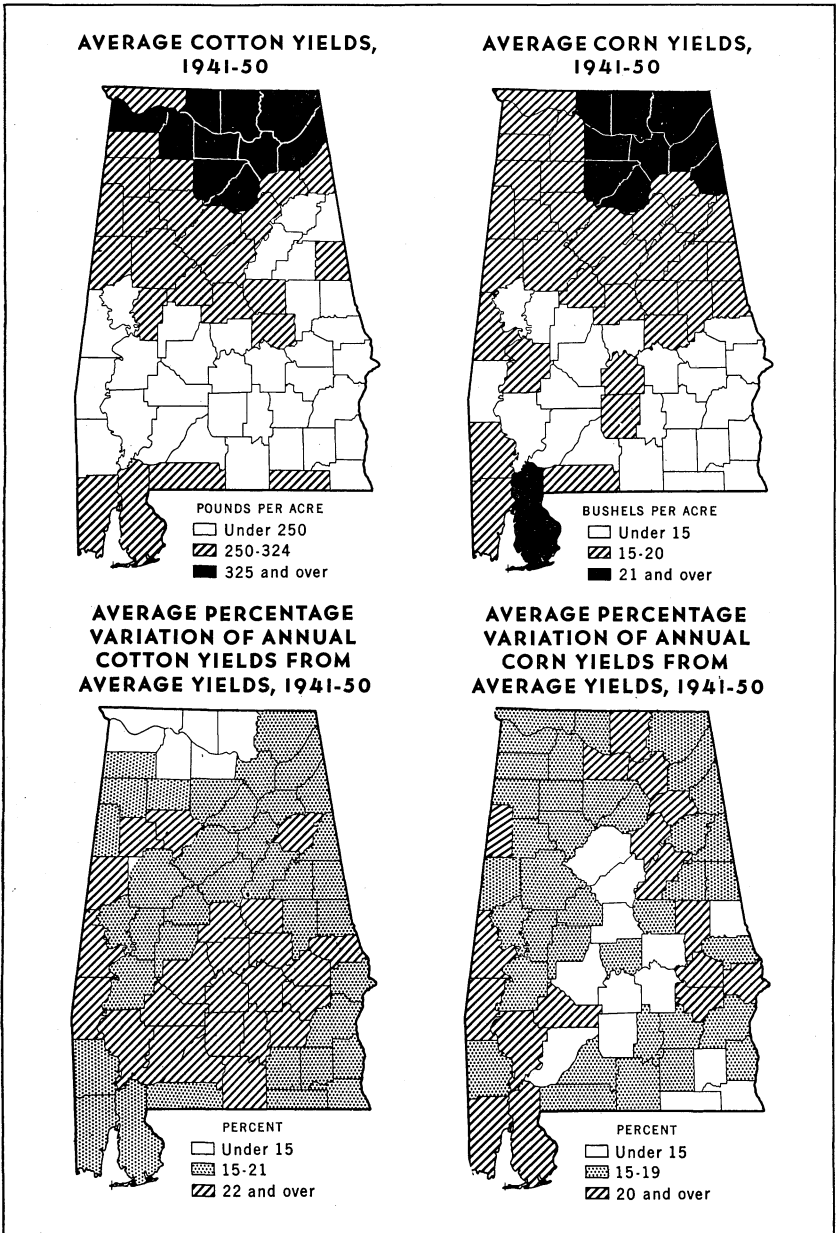 AVERAGE COTTON YIELDS,
1941-50
POUNDS PER ACRE
Under 250
250-324
325 and over
AVERAGE CORN YIELDS,
1941-50
BUSHELS PER ACRE
Under 15
15-20
21 and over
AVERAGE PERCENTAGE
VARIATION OF ANNUAL
COTTON YIELDS FROM
AVERAGE YIELDS, 1941-50
PERCENT
Under 15
15-21
22 and over
AVERAGE PERCENTAGE
VARIATION OF ANNUAL
CORN YIELDS FROM
AVERAGE YIELDS, 1941-50
PERCENT
Under 15
15-19
20 and over